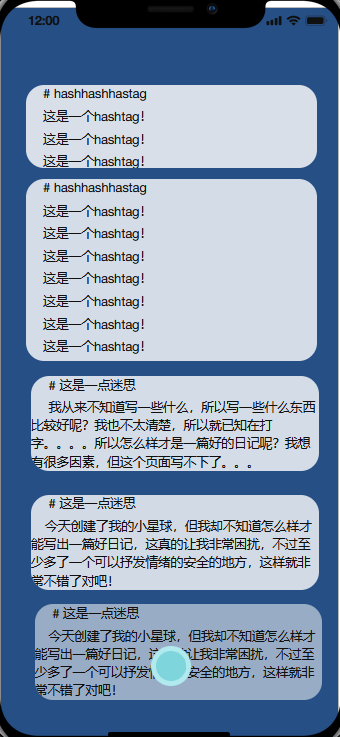 12:00
# hashhashhastag
这是一个hashtag！
这是一个hashtag！
这是一个hashtag！
# hashhashhastag
这是一个hashtag！
这是一个hashtag！
这是一个hashtag！
这是一个hashtag！
这是一个hashtag！
这是一个hashtag！
这是一个hashtag！
# 这是一点迷思
我从来不知道写一些什么，所以写一些什么东西
比较好呢？我也不太清楚，所以就已知在打
字。。。。所以怎么样才是一篇好的日记呢？我想
有很多因素，但这个页面写不下了。。。
# 这是一点迷思
今天创建了我的小星球，但我却不知道怎么样才
能写出一篇好日记，这真的让我非常困扰，不过至
少多了一个可以抒发情绪的安全的地方，这样就非
常不错了对吧！
# 这是一点迷思
今天创建了我的小星球，但我却不知道怎么样才
能写出一篇好日记，这让我非常困扰，不过至
少多了一个可以抒发情安全的地方，这样就非
常不错了对吧！